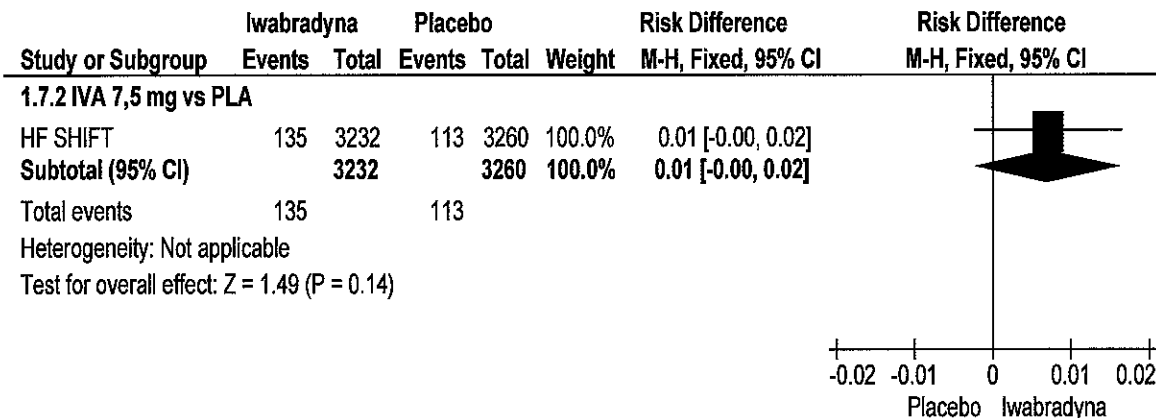 Iwabradyna Placebo Risk Difference Risk Difference
Study or Subgroup Events Total Events Total Weight M-H, Fixed, 95% CI M-H, Fixed, 95% CI
1.7.2 IVA 7,5 mg vs PLA
HF SHIFT 135 3232 113 3260 100.0% 0.01 [-0.00, 0.02]
Subtotal (95% CI) 3232 3260 100.0% 0.01 [-0.00, 0.02]
Total events 135 113
Heterogeneity: Not applicable
Test for overall effect: Z = 1.49 (P = 0.14)
-0.02 -0.01 0 0.01 0.02
Placebo Iwabradyna